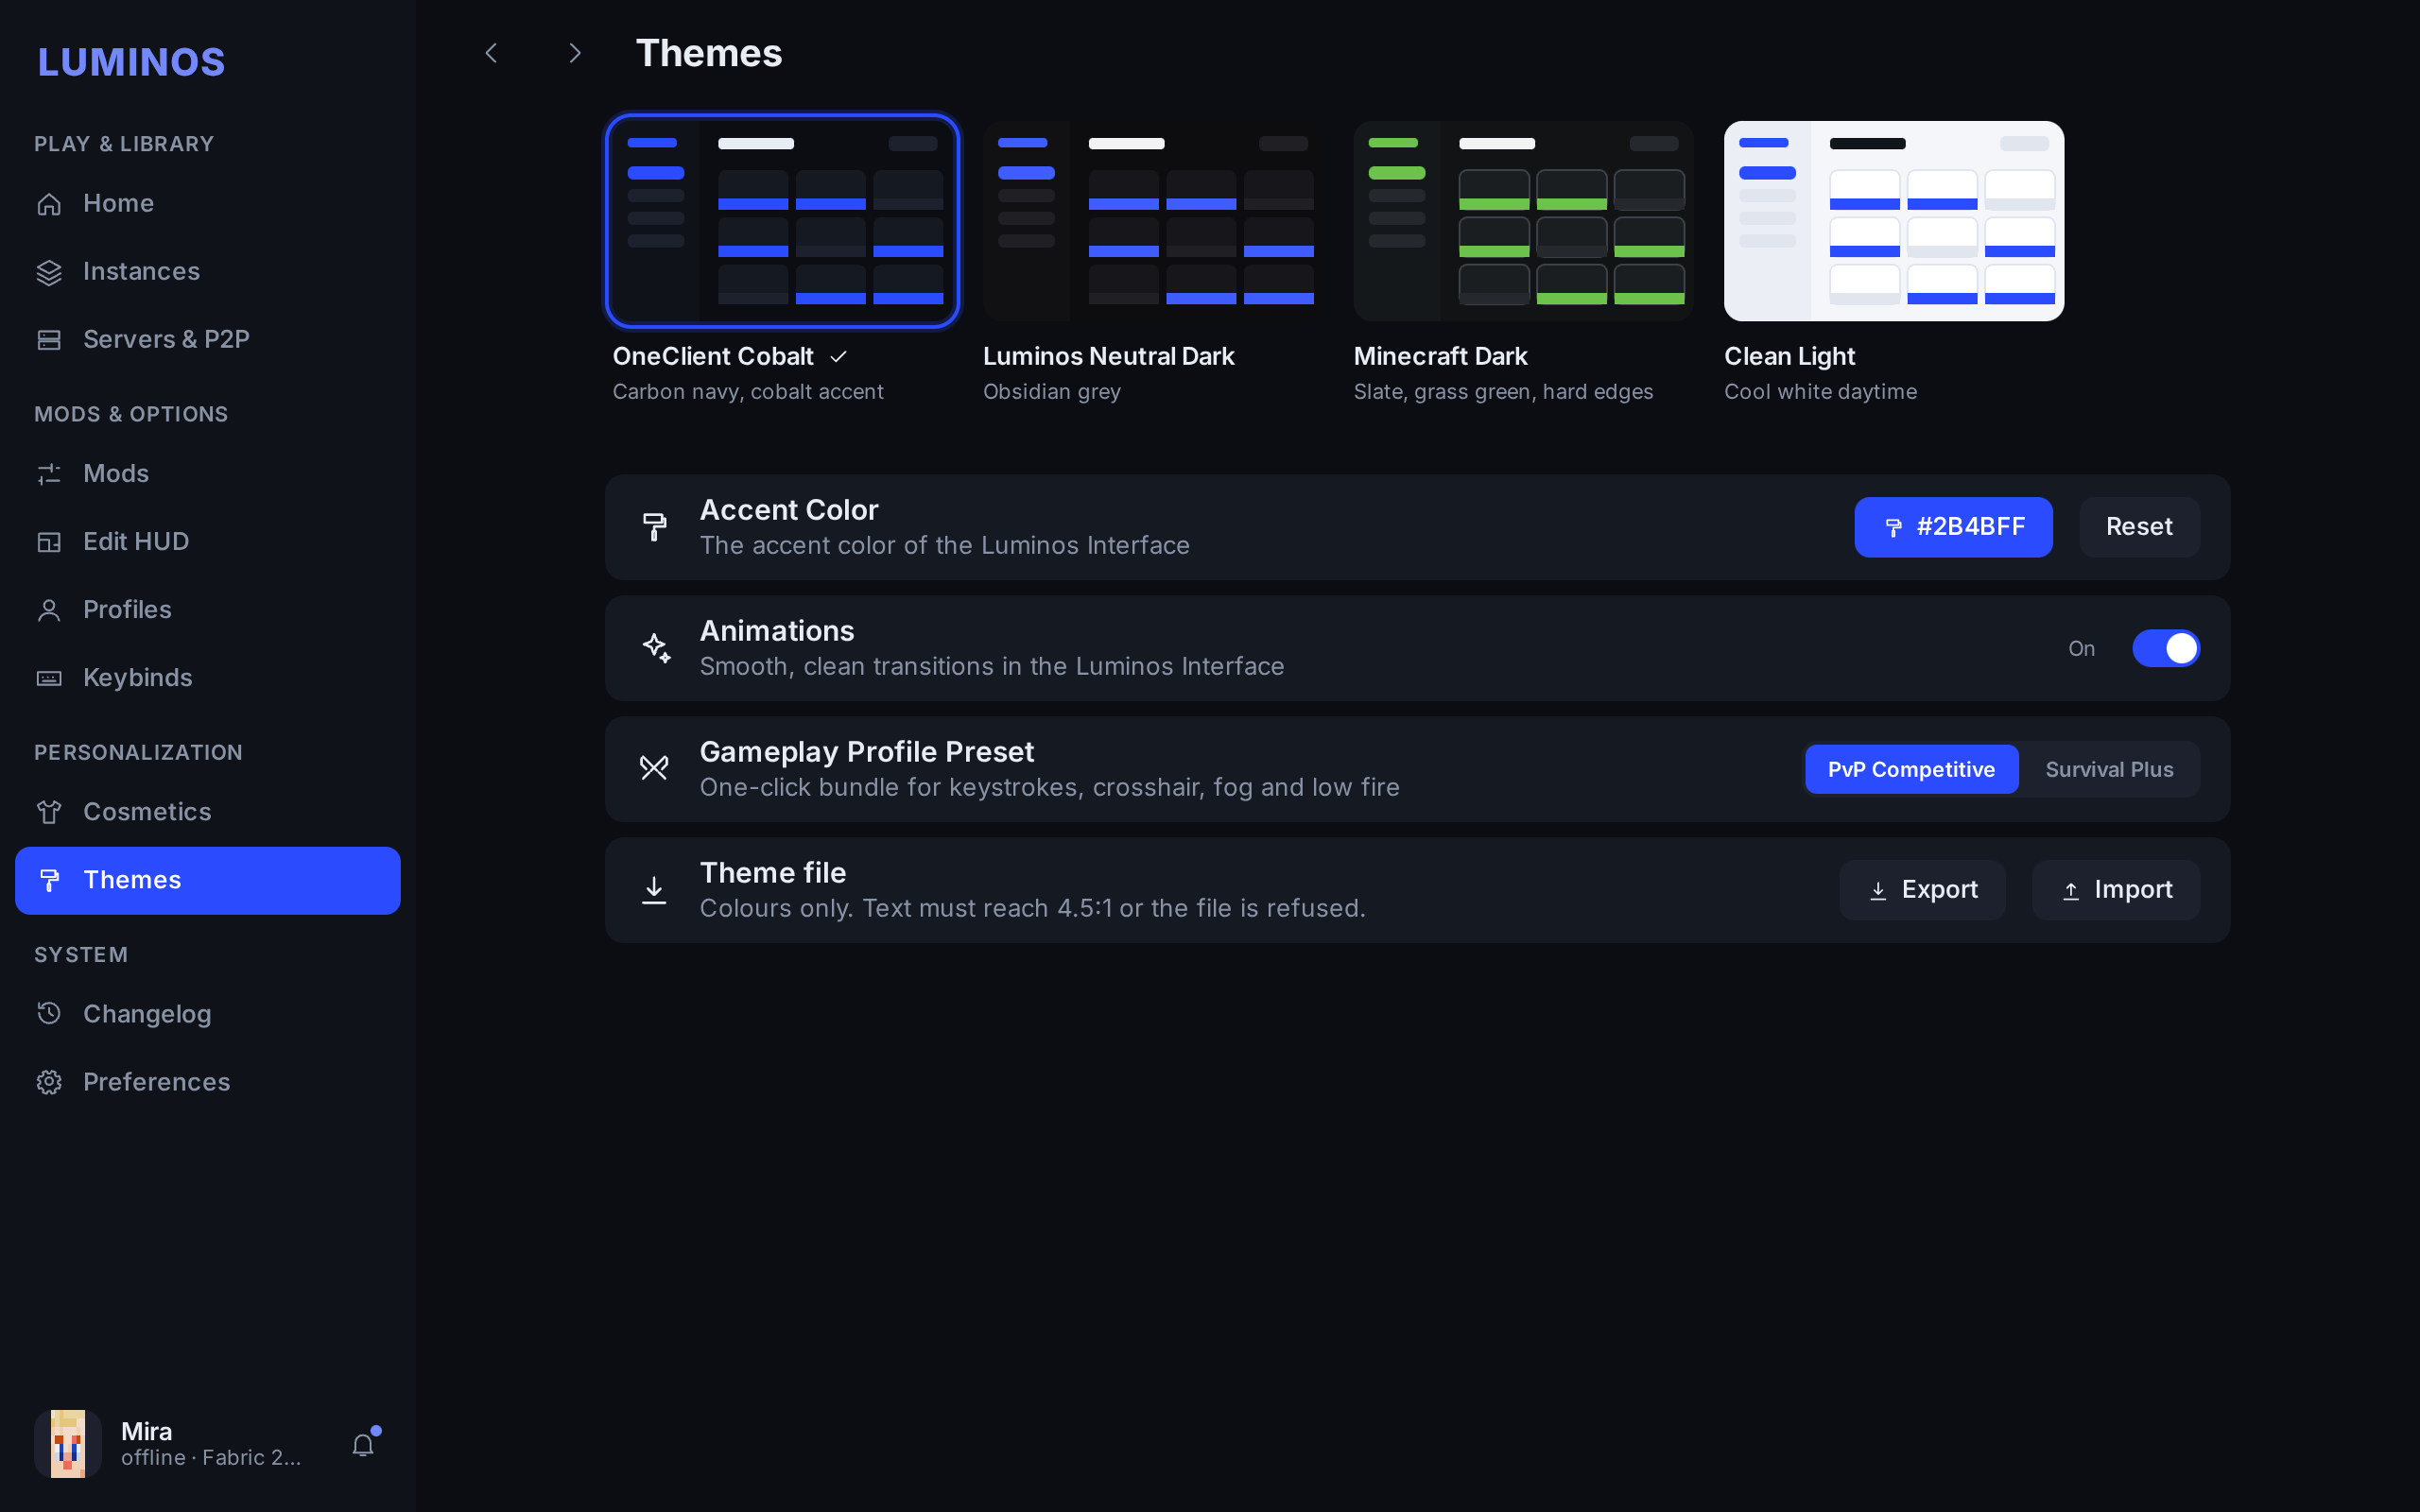 LUMINOS
PLAY & LIBRARY
Home
Instances
Servers & P2P
MODS & OPTIONS
Mods
Edit HUD
Profiles
Keybinds
PERSONALIZATION
Cosmetics
Themes
SYSTEM
Changelog
Preferences
Mira
offline · Fabric 2...
Themes
OneClient Cobalt
Carbon navy, cobalt accent
Luminos Neutral Dark
Obsidian grey
Minecraft Dark
Slate, grass green, hard edges
Clean Light
Cool white daytime
Accent Color
The accent color of the Luminos Interface
#2B4BFF
Reset
Animations
Smooth, clean transitions in the Luminos Interface
On
Gameplay Profile Preset
One-click bundle for keystrokes, crosshair, fog and low fire
PvP Competitive
Survival Plus
Theme file
Colours only. Text must reach 4.5:1 or the file is refused.
Export
Import